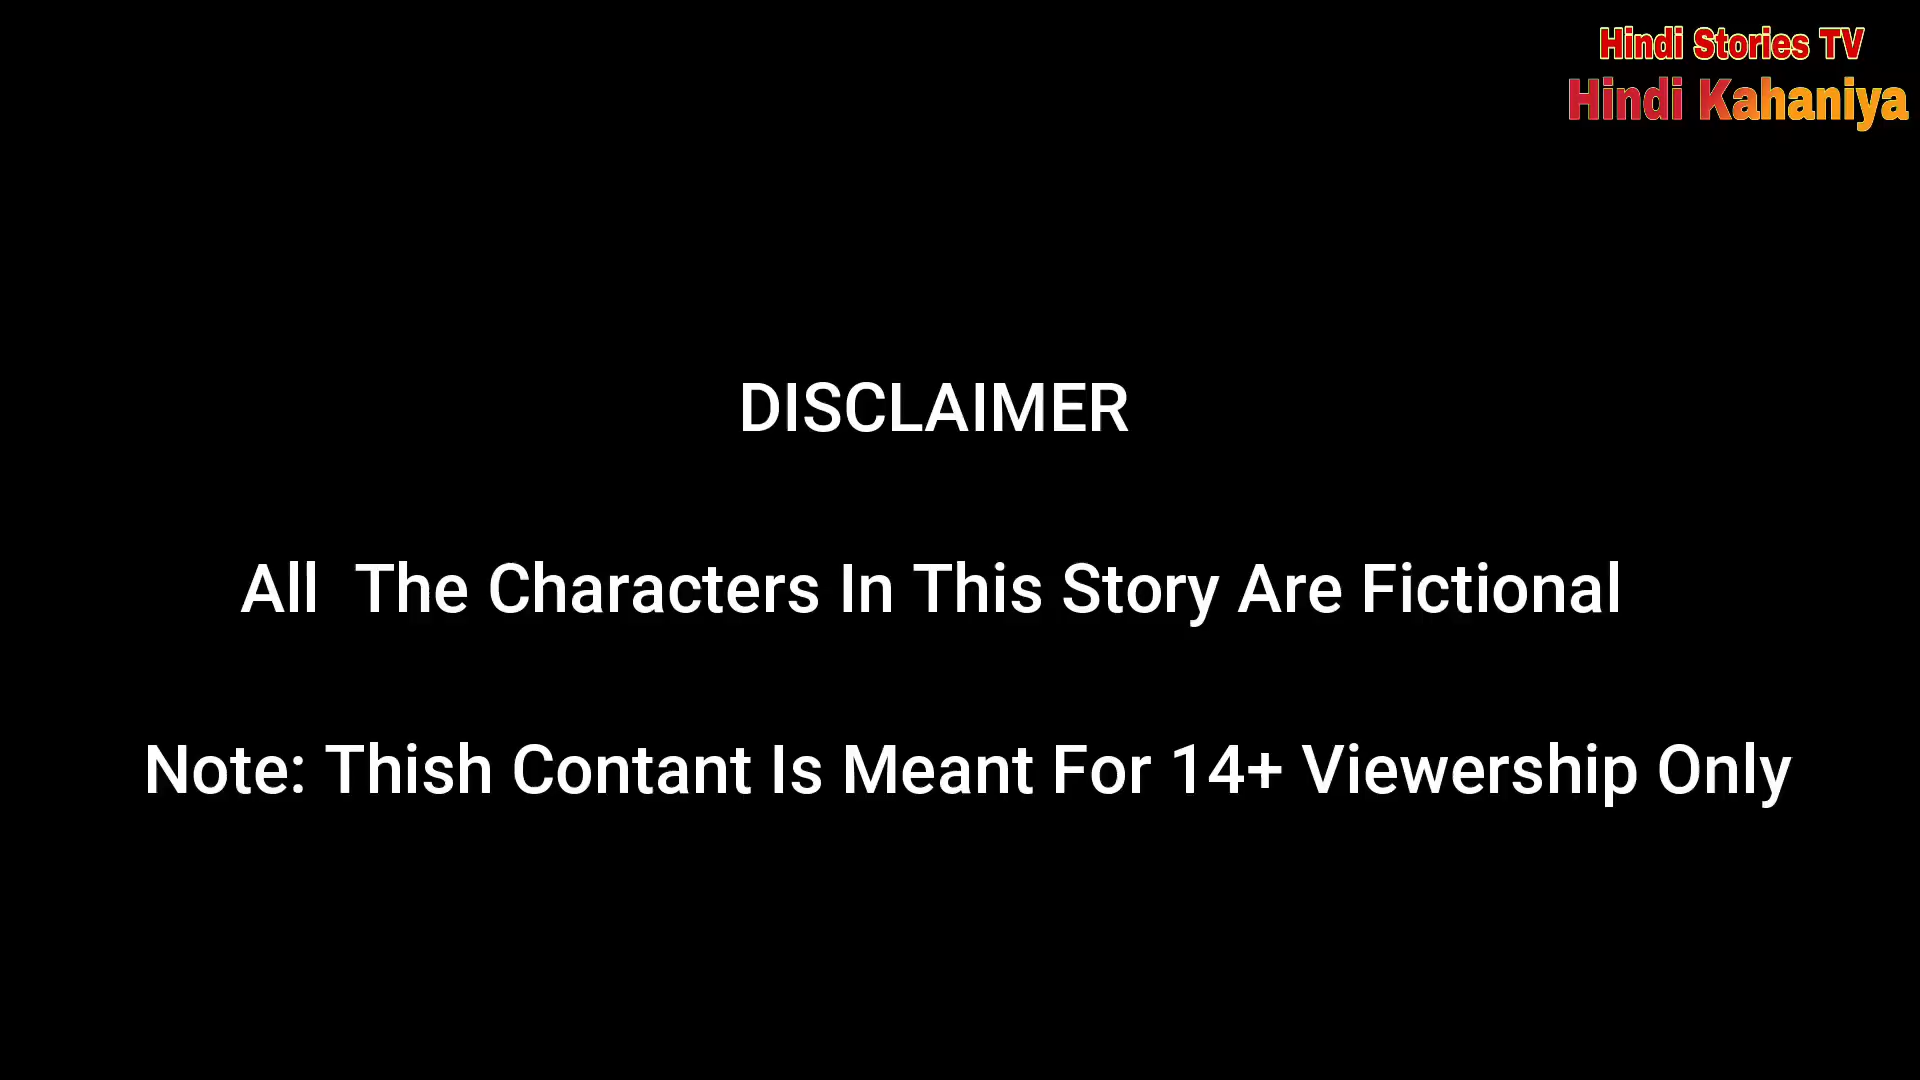 Hindi Stories TV
Hindi Kahaniya
DISCLAIMER
All The Characters In This Story Are Fictional
Note: Thish Contant Is Meant For 14+ Viewership Only